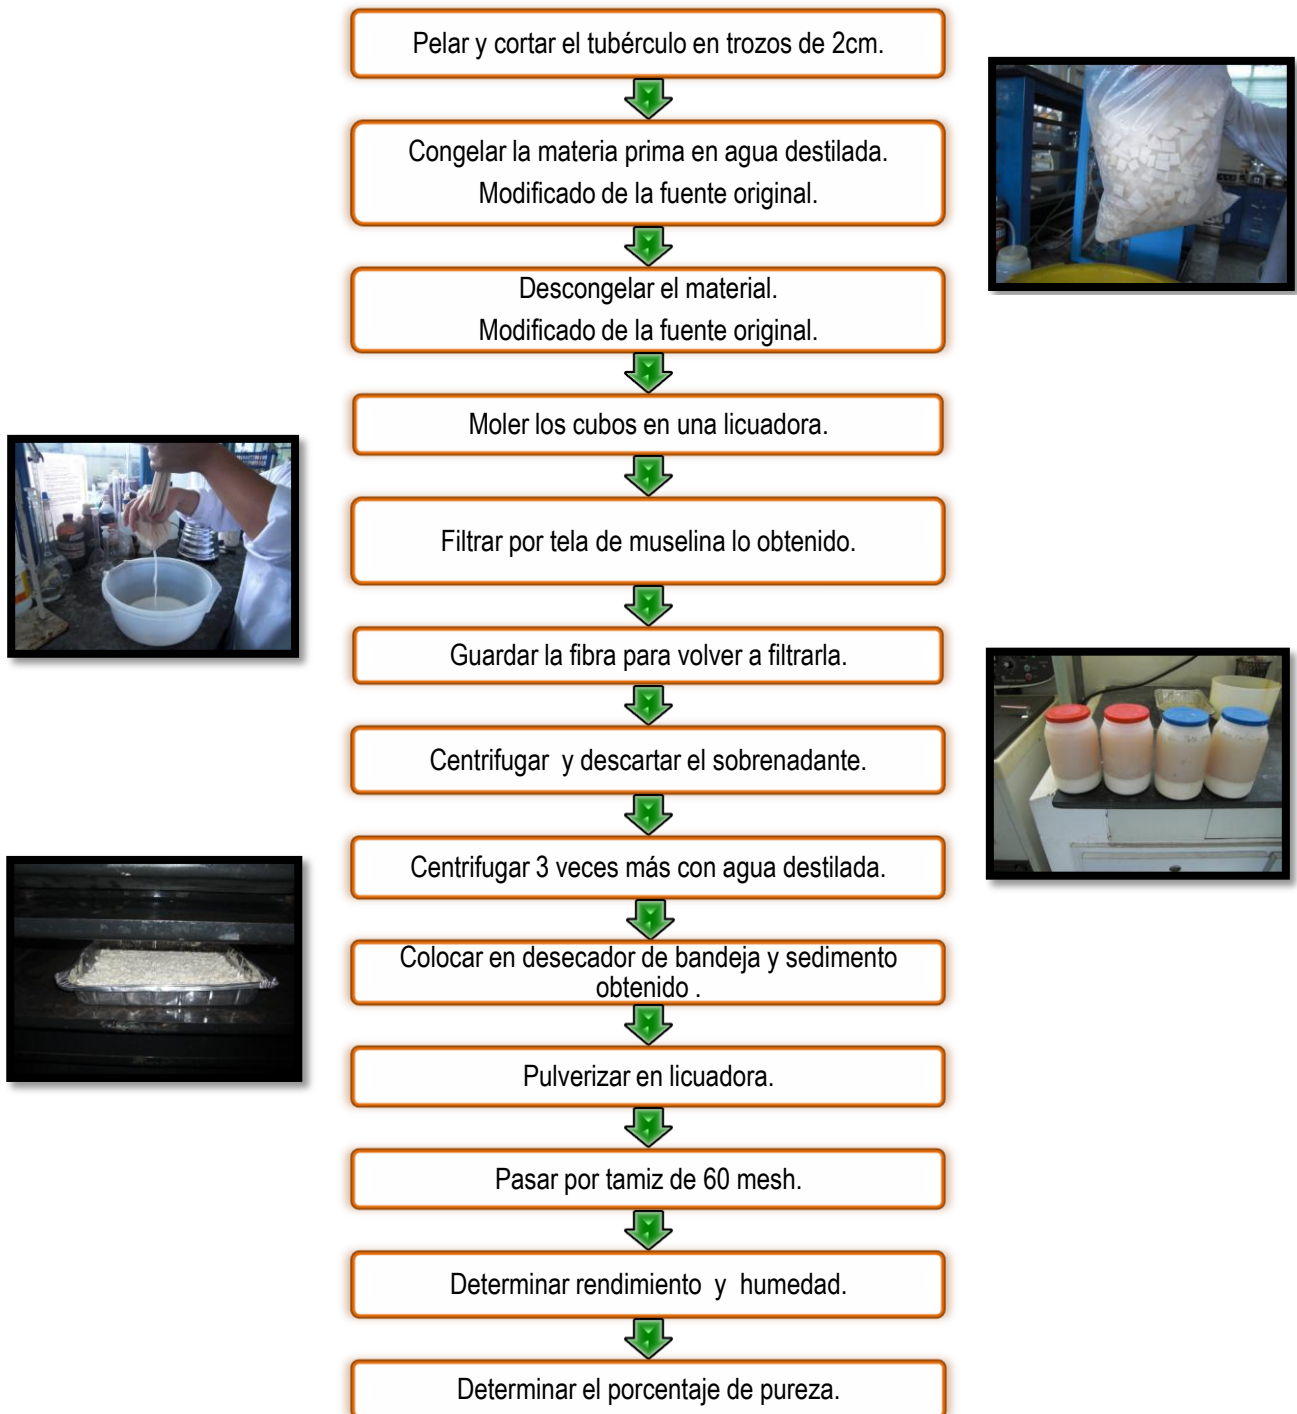 Pelar y cortar el tubérculo en trozos de 2cm.
Congelar la materia prima en agua destilada.
Modificado de la fuente original.
Descongelar el material.
Modificado de la fuente original.
Moler los cubos en una licuadora.
Filtrar por tela de muselina lo obtenido.
Guardar la fibra para volver a filtrarla.
Centrifugar  y descartar el sobrenadante.
Centrifugar 3 veces más con agua destilada.
Colocar en desecador de bandeja y sedimento
obtenido .
Pulverizar en licuadora.
Pasar por tamiz de 60 mesh.
Determinar rendimiento  y  humedad.
Determinar el porcentaje de pureza.